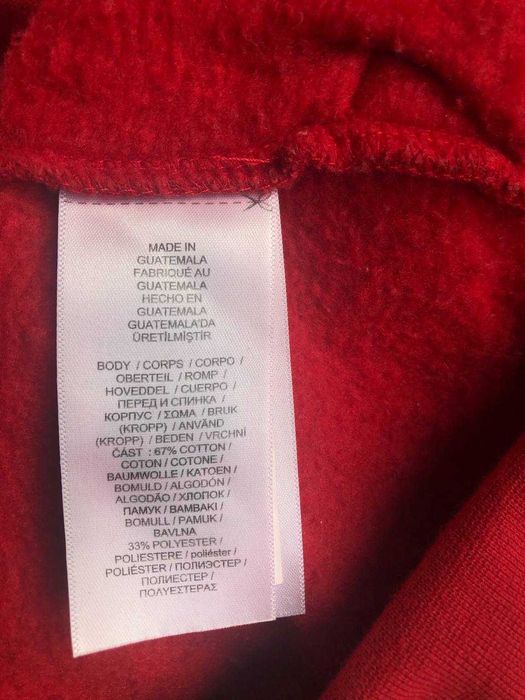 MADE IN
GUATEMALA
FABRIQUÉ AU
GUATEMALA
HECHO EN
GUATEMALA
GUATEMALA'DA
ÜRETİLMİŞTİR
BODY / CORPS / CORPO /
OBERTEIL / ROMP /
HOVEDDEL / CUERPO /
ПЕРЕД И СПИНКА /
КОРПУС / ΣΩΜΑ / BRUK
(KROPP) / ANVÄND
(KROPP) / BEDEN / VRCHNÍ
ČÁST : 67% COTTON /
COTON / COTONE /
BAUMWOLLE / KATOEN /
BOMULD / ALGODÓN /
ALGODÃO / ХЛОПОК /
ПАМУК / ΒΑΜΒΑΚΙ /
BOMULL / PAMUK /
BAVLNA
33% POLYESTER /
POLIESTERE / poliéster /
POLIÉSTER / ПОЛИЭСТЕР /
ПОЛИЕСТЕР /
ΠΟΛΥΕΣΤΕΡΑΣ